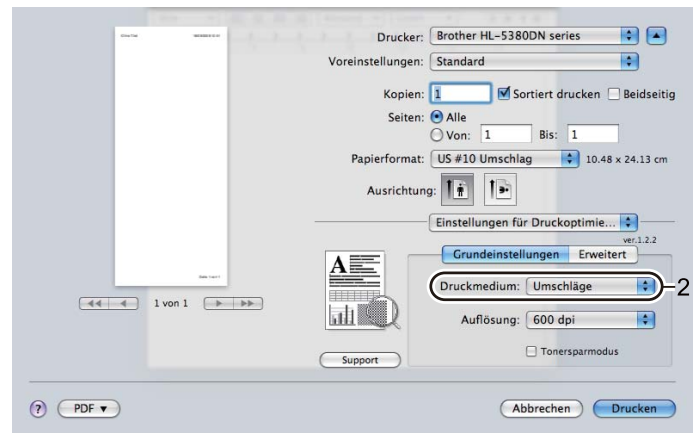 Drucker: Brother HL-5380DN series
Voreinstellungen: Standard
Kopien: 1 Sortiert drucken Beidseitig
Seiten: Alle
Von: 1 Bis: 1
Papierformat: US #10 Umschlag 10.48 x 24.13 cm
Ausrichtung:
Einstellungen für Druckoptimie...
ver.1.2.2
Grundeinstellungen Erweitert
A
Druckmedium: Umschläge 2
1 von 1
Auflösung: 600 dpi
Tonersparmodus
Support
? PDF Abbrechen Drucken